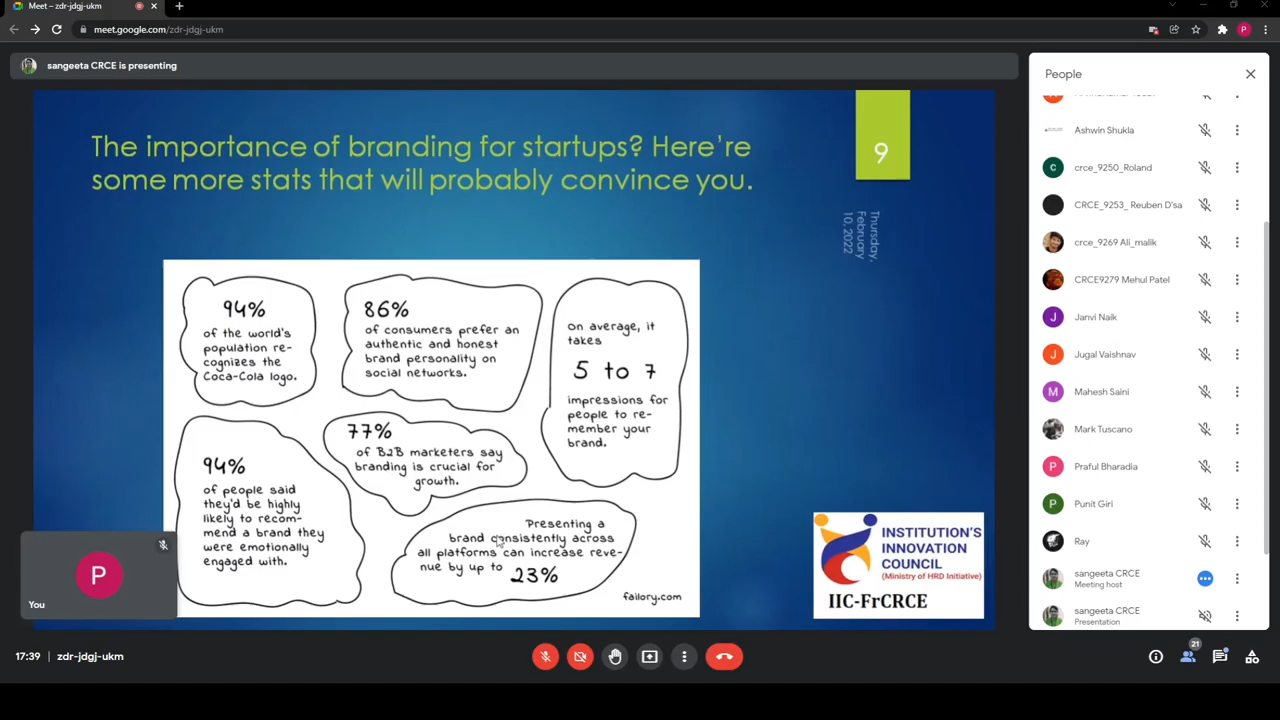 Meet – zdr-jdgj-ukm
meet.google.com/zdr-jdgj-ukm
P
sangeeta CRCE is presenting
The importance of branding for startups? Here're
some more stats that will probably convince you.
9
Thursday,
February
10, 2022
94%
of the world's
population re-
cognizes the
Coca-Cola logo.
86%
of consumers prefer an
authentic and honest
brand personality on
social networks.
on average, it
takes
5 to 7
impressions for
people to re-
member your
brand.
94%
of people said
they'd be highly
likely to recom-
mend a brand they
were emotionally
engaged with.
77%
of B2B marketers say
branding is crucial for
growth.
Presenting a
brand consistently across
all platforms can increase reve-
nue by up to 23%
failory.com
INSTITUTION'S
INNOVATION
COUNCIL
(Ministry of HRD Initiative)
IIC-FrCRCE
P
You
People
Ashwin Shukla
C crce_9250_Roland
CRCE_9253_ Reuben D'sa
crce_9269 Ali_malik
CRCE9279 Mehul Patel
J Janvi Naik
J Jugal Vaishnav
M Mahesh Saini
Mark Tuscano
P Praful Bharadia
P Punit Giri
Ray
sangeeta CRCE
Meeting host
sangeeta CRCE
Presentation
17:39 zdr-jdgj-ukm
21